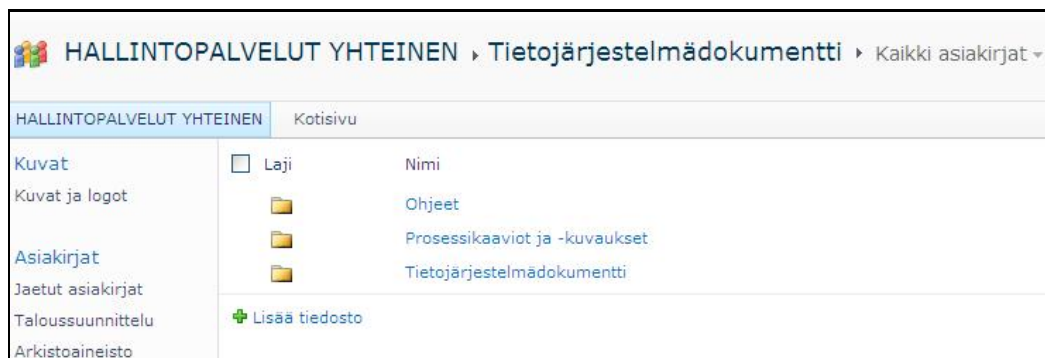 HALLINTOPALVELUT YHTEINEN ▸ Tietojärjestelmädokumentti ▸ Kaikki asiakirjat
HALLINTOPALVELUT YHTEINEN Kotisivu
Kuvat
Kuvat ja logot
Asiakirjat
Jaetut asiakirjat
Taloussuunnittelu
Arkistoaineisto
Laji Nimi
Ohjeet
Prosessikaaviot ja -kuvaukset
Tietojärjestelmädokumentti
Lisää tiedosto